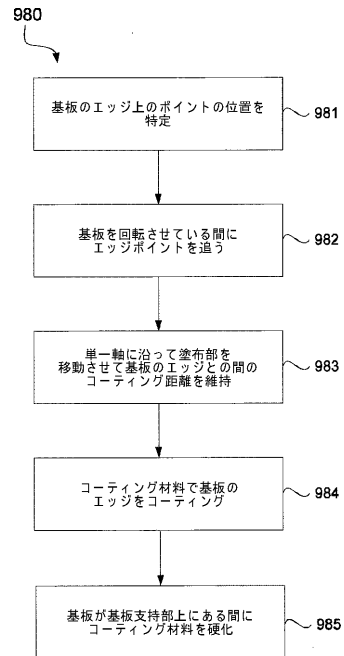 980
基板のエッジ上のポイントの位置を
特定
981
基板を回転させている間に
エッジポイントを追う
982
単一軸に沿って塗布部を
移動させて基板のエッジとの間の
コーティング距離を維持
983
コーティング材料で基板の
エッジをコーティング
984
基板が基板支持部上にある間に
コーティング材料を硬化
985